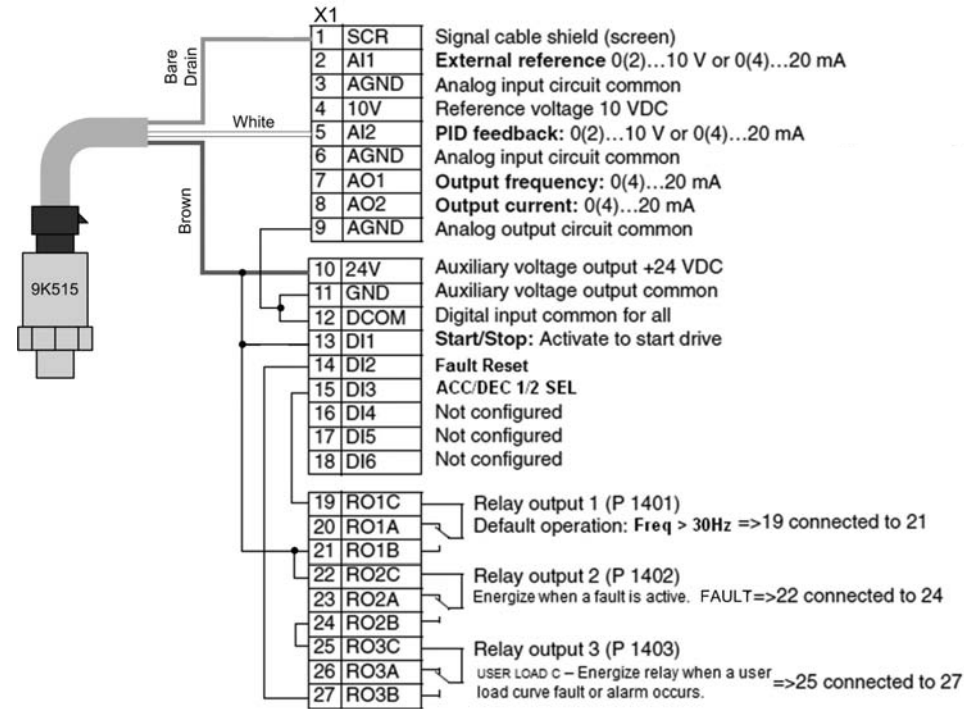 X1
1 SCR Signal cable shield (screen)
2 AI1 External reference 0(2)...10 V or 0(4)...20 mA
3 AGND Analog input circuit common
4 10V Reference voltage 10 VDC
5 AI2 PID feedback: 0(2)...10 V or 0(4)...20 mA
6 AGND Analog input circuit common
7 AO1 Output frequency: 0(4)...20 mA
8 AO2 Output current: 0(4)...20 mA
9 AGND Analog output circuit common
Bare
Drain
White
Brown
9K515
10 24V Auxiliary voltage output +24 VDC
11 GND Auxiliary voltage output common
12 DCOM Digital input common for all
13 DI1 Start/Stop: Activate to start drive
14 DI2 Fault Reset
15 DI3 ACC/DEC 1/2 SEL
16 DI4 Not configured
17 DI5 Not configured
18 DI6 Not configured
19 RO1C Relay output 1 (P 1401)
20 RO1A Default operation: Freq > 30Hz =>19 connected to 21
21 RO1B
22 RO2C Relay output 2 (P 1402)
23 RO2A Energize when a fault is active. FAULT=>22 connected to 24
24 RO2B
25 RO3C Relay output 3 (P 1403)
26 RO3A USER LOAD C – Energize relay when a user =>25 connected to 27
27 RO3B load curve fault or alarm occurs.